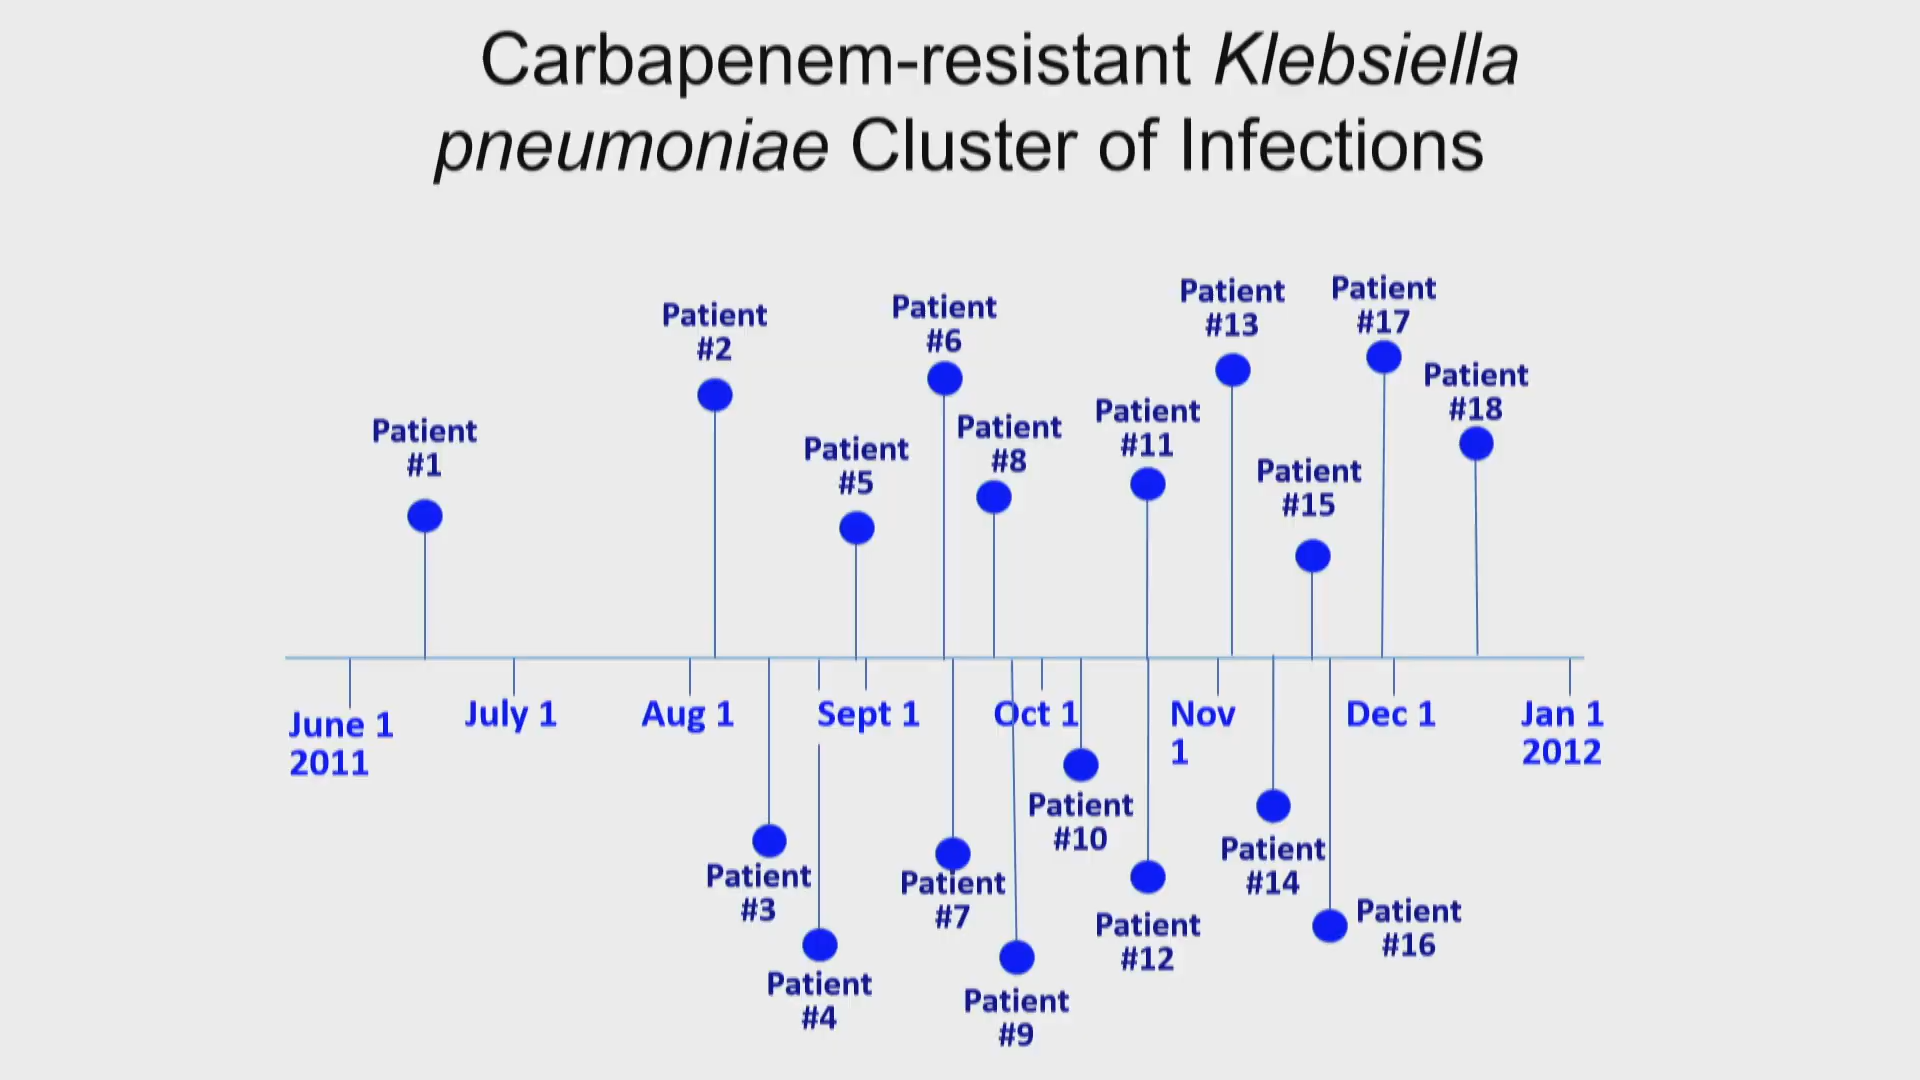 Carbapenem-resistant Klebsiella
pneumoniae Cluster of Infections
Patient
#1
Patient
#2
Patient
#5
Patient
#6
Patient
#8
Patient
#11
Patient
#13
Patient
#15
Patient
#17
Patient
#18
June 1
2011
July 1
Aug 1
Sept 1
Oct 1
Nov
1
Dec 1
Jan 1
2012
Patient
#3
Patient
#4
Patient
#7
Patient
#9
Patient
#10
Patient
#12
Patient
#14
Patient
#16